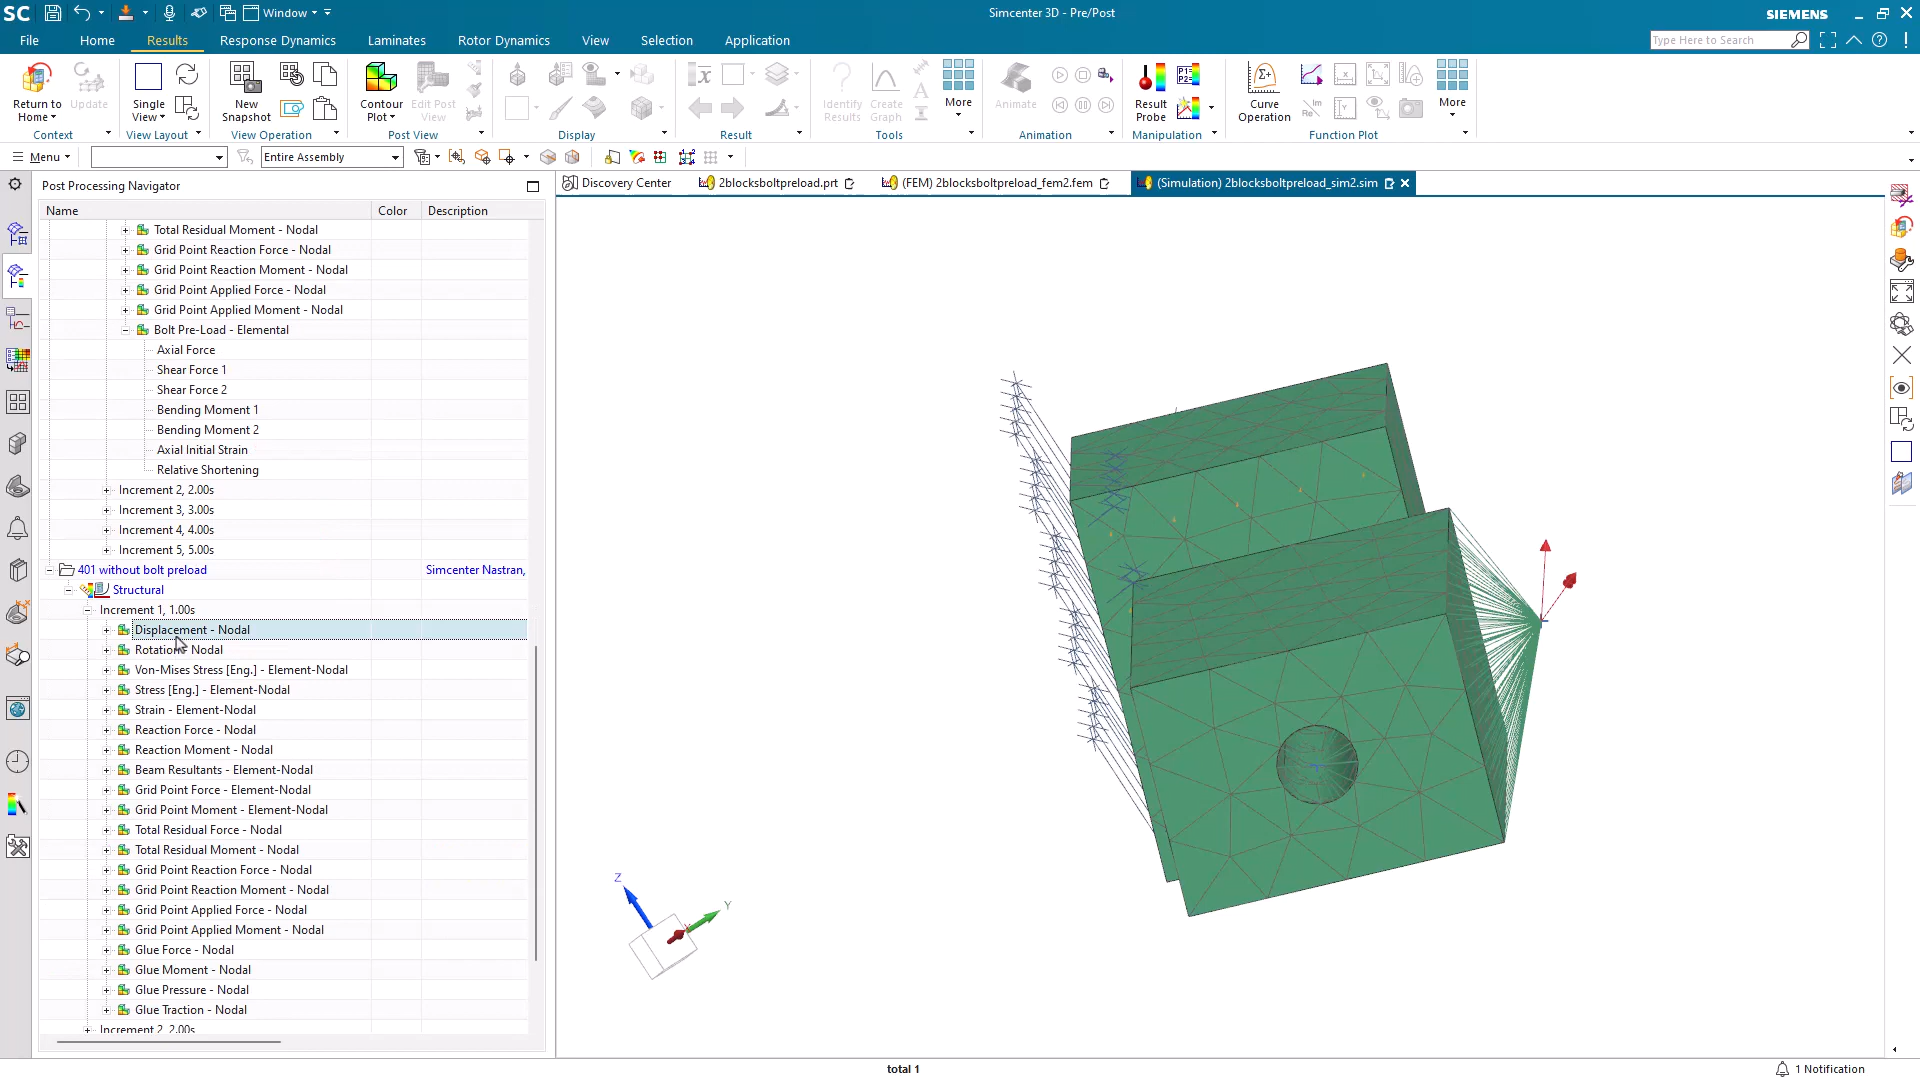 SC
Window
Simcenter 3D - Pre/Post
SIEMENS
File
Home
Results
Response Dynamics
Laminates
Rotor Dynamics
View
Selection
Application
Type Here to Search
Return to Home
Update
Single View
New Snapshot
Contour Plot
Edit Post View
Identify Results
Create Graph
More
Animate
Result Probe
Curve Operation
More
Context
View Layout
View Operation
Post View
Display
Result
Tools
Animation
Manipulation
Function Plot
Menu
Entire Assembly
Post Processing Navigator
Discovery Center
2blocksboltpreload.prt
(FEM) 2blocksboltpreload_fem2.fem
(Simulation) 2blocksboltpreload_sim2.sim
Name
Color
Description
Total Residual Moment - Nodal
Grid Point Reaction Force - Nodal
Grid Point Reaction Moment - Nodal
Grid Point Applied Force - Nodal
Grid Point Applied Moment - Nodal
Bolt Pre-Load - Elemental
Axial Force
Shear Force 1
Shear Force 2
Bending Moment 1
Bending Moment 2
Axial Initial Strain
Relative Shortening
Increment 2, 2.00s
Increment 3, 3.00s
Increment 4, 4.00s
Increment 5, 5.00s
401 without bolt preload
Simcenter Nastran,
Structural
Increment 1, 1.00s
Displacement - Nodal
Rotation - Nodal
Von-Mises Stress [Eng.] - Element-Nodal
Stress [Eng.] - Element-Nodal
Strain - Element-Nodal
Reaction Force - Nodal
Reaction Moment - Nodal
Beam Resultants - Element-Nodal
Grid Point Force - Element-Nodal
Grid Point Moment - Element-Nodal
Total Residual Force - Nodal
Total Residual Moment - Nodal
Grid Point Reaction Force - Nodal
Grid Point Reaction Moment - Nodal
Grid Point Applied Force - Nodal
Grid Point Applied Moment - Nodal
Glue Force - Nodal
Glue Moment - Nodal
Glue Pressure - Nodal
Glue Traction - Nodal
Increment 2, 2.00s
Z
Y
total 1
1 Notification